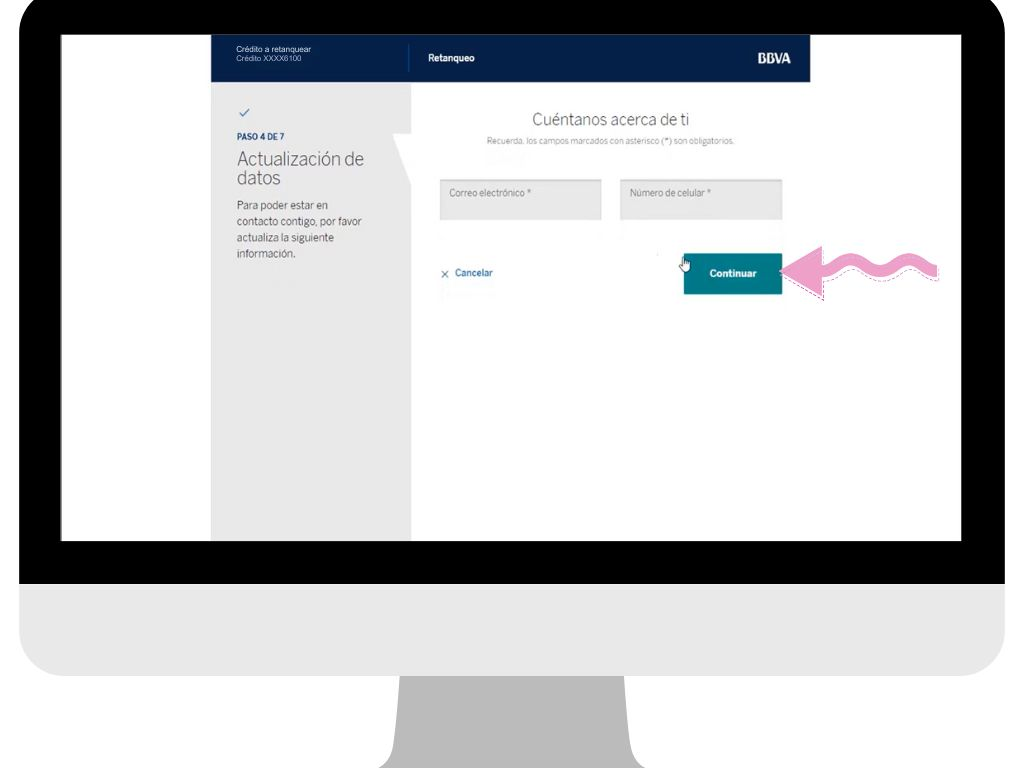 Crédito a retanquear
Crédito XXXX6100
Retanqueo
BBVA
PASO 4 DE 7
Actualización de
datos
Para poder estar en
contacto contigo, por favor
actualiza la siguiente
información.
Cuéntanos acerca de ti
Recuerda, los campos marcados con asterisco (*) son obligatorios.
Correo electrónico *
Número de celular *
Cancelar
Continuar